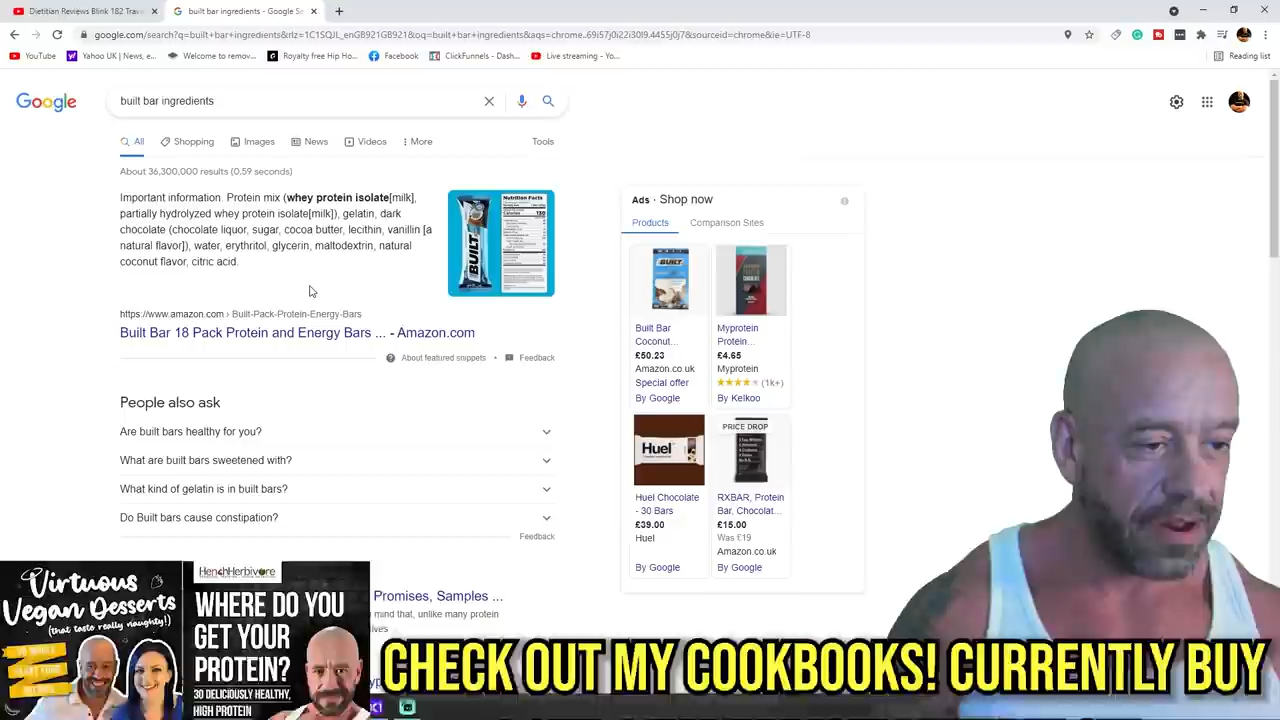 Dietitian Reviews Blink 182 Trav
built bar ingredients - Google Se
google.com/search?q=built+bar+ingredients&rlz=1C1SQJL_enGB921GB921&oq=built+bar+ingredients&aqs=chrome..69i57j0i22i30l9.4455j0j7&sourceid=chrome&ie=UTF-8
YouTube
Yahoo UK | News, e...
Welcome to remov...
Royalty free Hip Ho...
Facebook
ClickFunnels - Dash...
Live streaming - Yo...
Reading list
Google
built bar ingredients
All
Shopping
Images
News
Videos
More
Tools
About 36,300,000 results (0.59 seconds)
Important information. Protein mix (whey protein isolate[milk],
partially hydrolyzed whey protein isolate[milk]), gelatin, dark
chocolate (chocolate liquor, sugar, cocoa butter, lecithin, vanillin [a
natural flavor]), water, erythritol, glycerin, maltodextrin, natural
coconut flavor, citric acid.
BUILT
Nutrition Facts
130
https://www.amazon.com › Built-Pack-Protein-Energy-Bars
Built Bar 18 Pack Protein and Energy Bars ... - Amazon.com
About featured snippets
•
Feedback
People also ask
Are built bars healthy for you?
What are built bars sweetened with?
What kind of gelatin is in built bars?
Do Built bars cause constipation?
Feedback
Promises, Samples ...
mind that, unlike many protein
Ads · Shop now
Products
Comparison Sites
BUILT
Built Bar
Coconut...
£50.23
Amazon.co.uk
Special offer
By Google
Myprotein
Protein...
£4.65
Myprotein
(1k+)
By Kelkoo
Huel
Huel Chocolate
- 30 Bars
£39.00
Huel
By Google
PRICE DROP
RXBAR, Protein
Bar, Chocolat...
£15.00
Was £19
Amazon.co.uk
By Google
Virtuous
Vegan Desserts
(that taste really naughty!)
HenchHerbivore
WHERE DO YOU
GET YOUR
PROTEIN?
30 DELICIOUSLY HEALTHY,
HIGH PROTEIN
CHECK OUT MY COOKBOOKS! CURRENTLY BUY